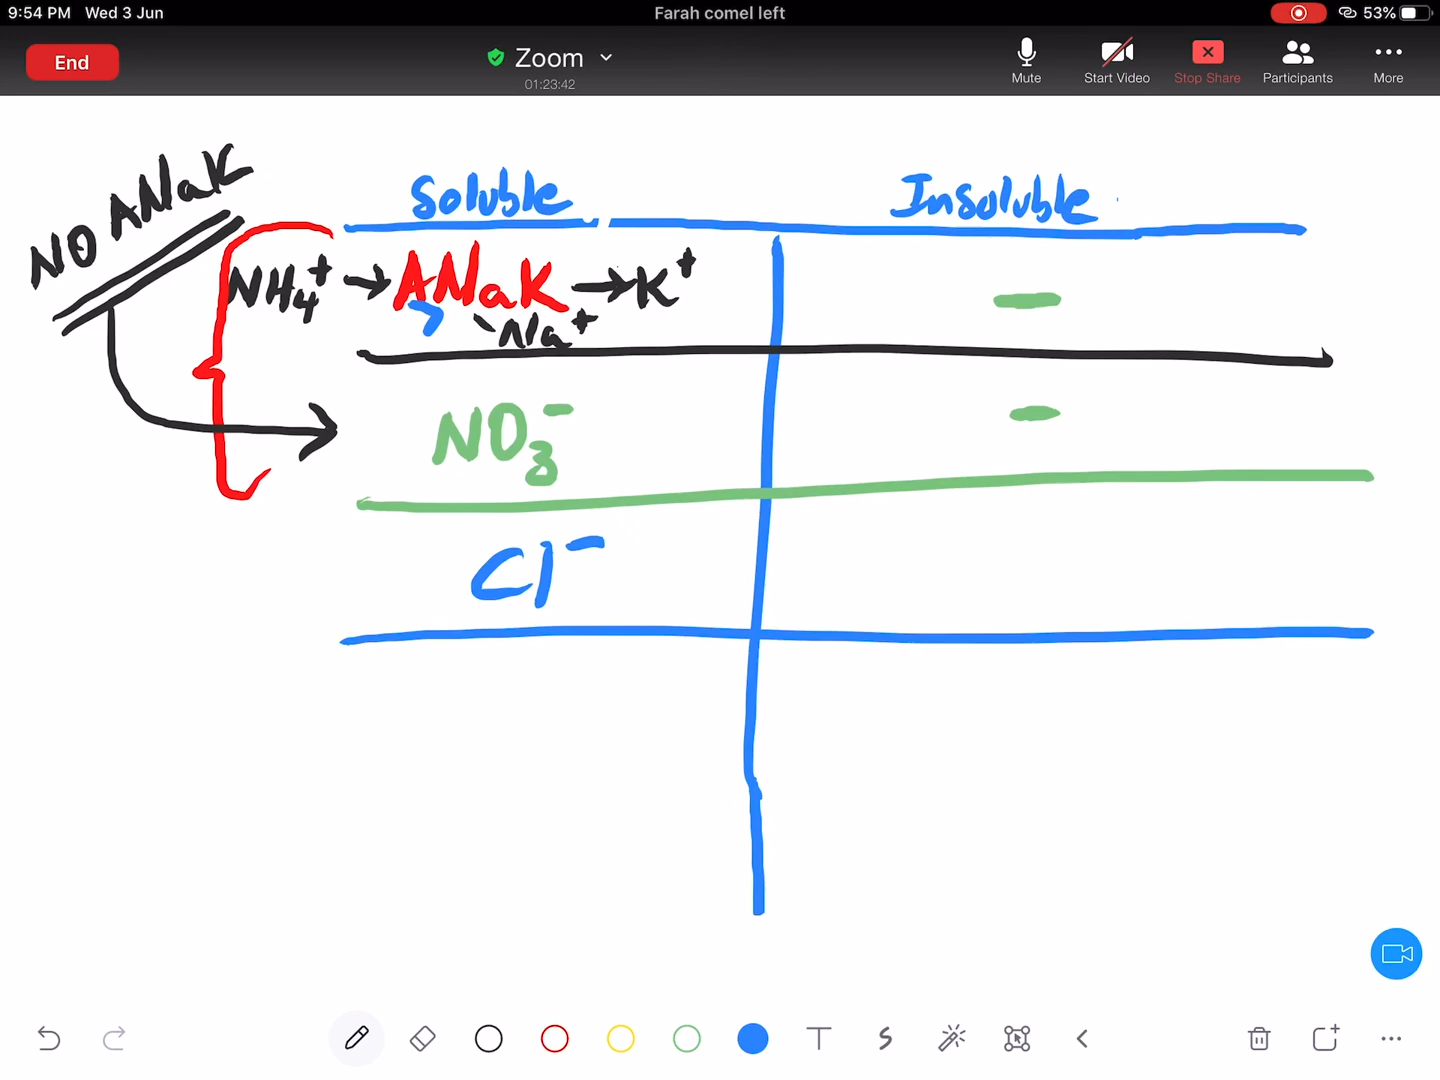 9:54 PM Wed 3 Jun
Farah comel left
53%
End
Zoom
01:23:42
Mute
Start Video
Stop Share
Participants
More
NO ANaK
Soluble
Insoluble
NH₄⁺ → ANaK → K⁺
Na⁺
-
NO₃⁻
-
Cl⁻
T